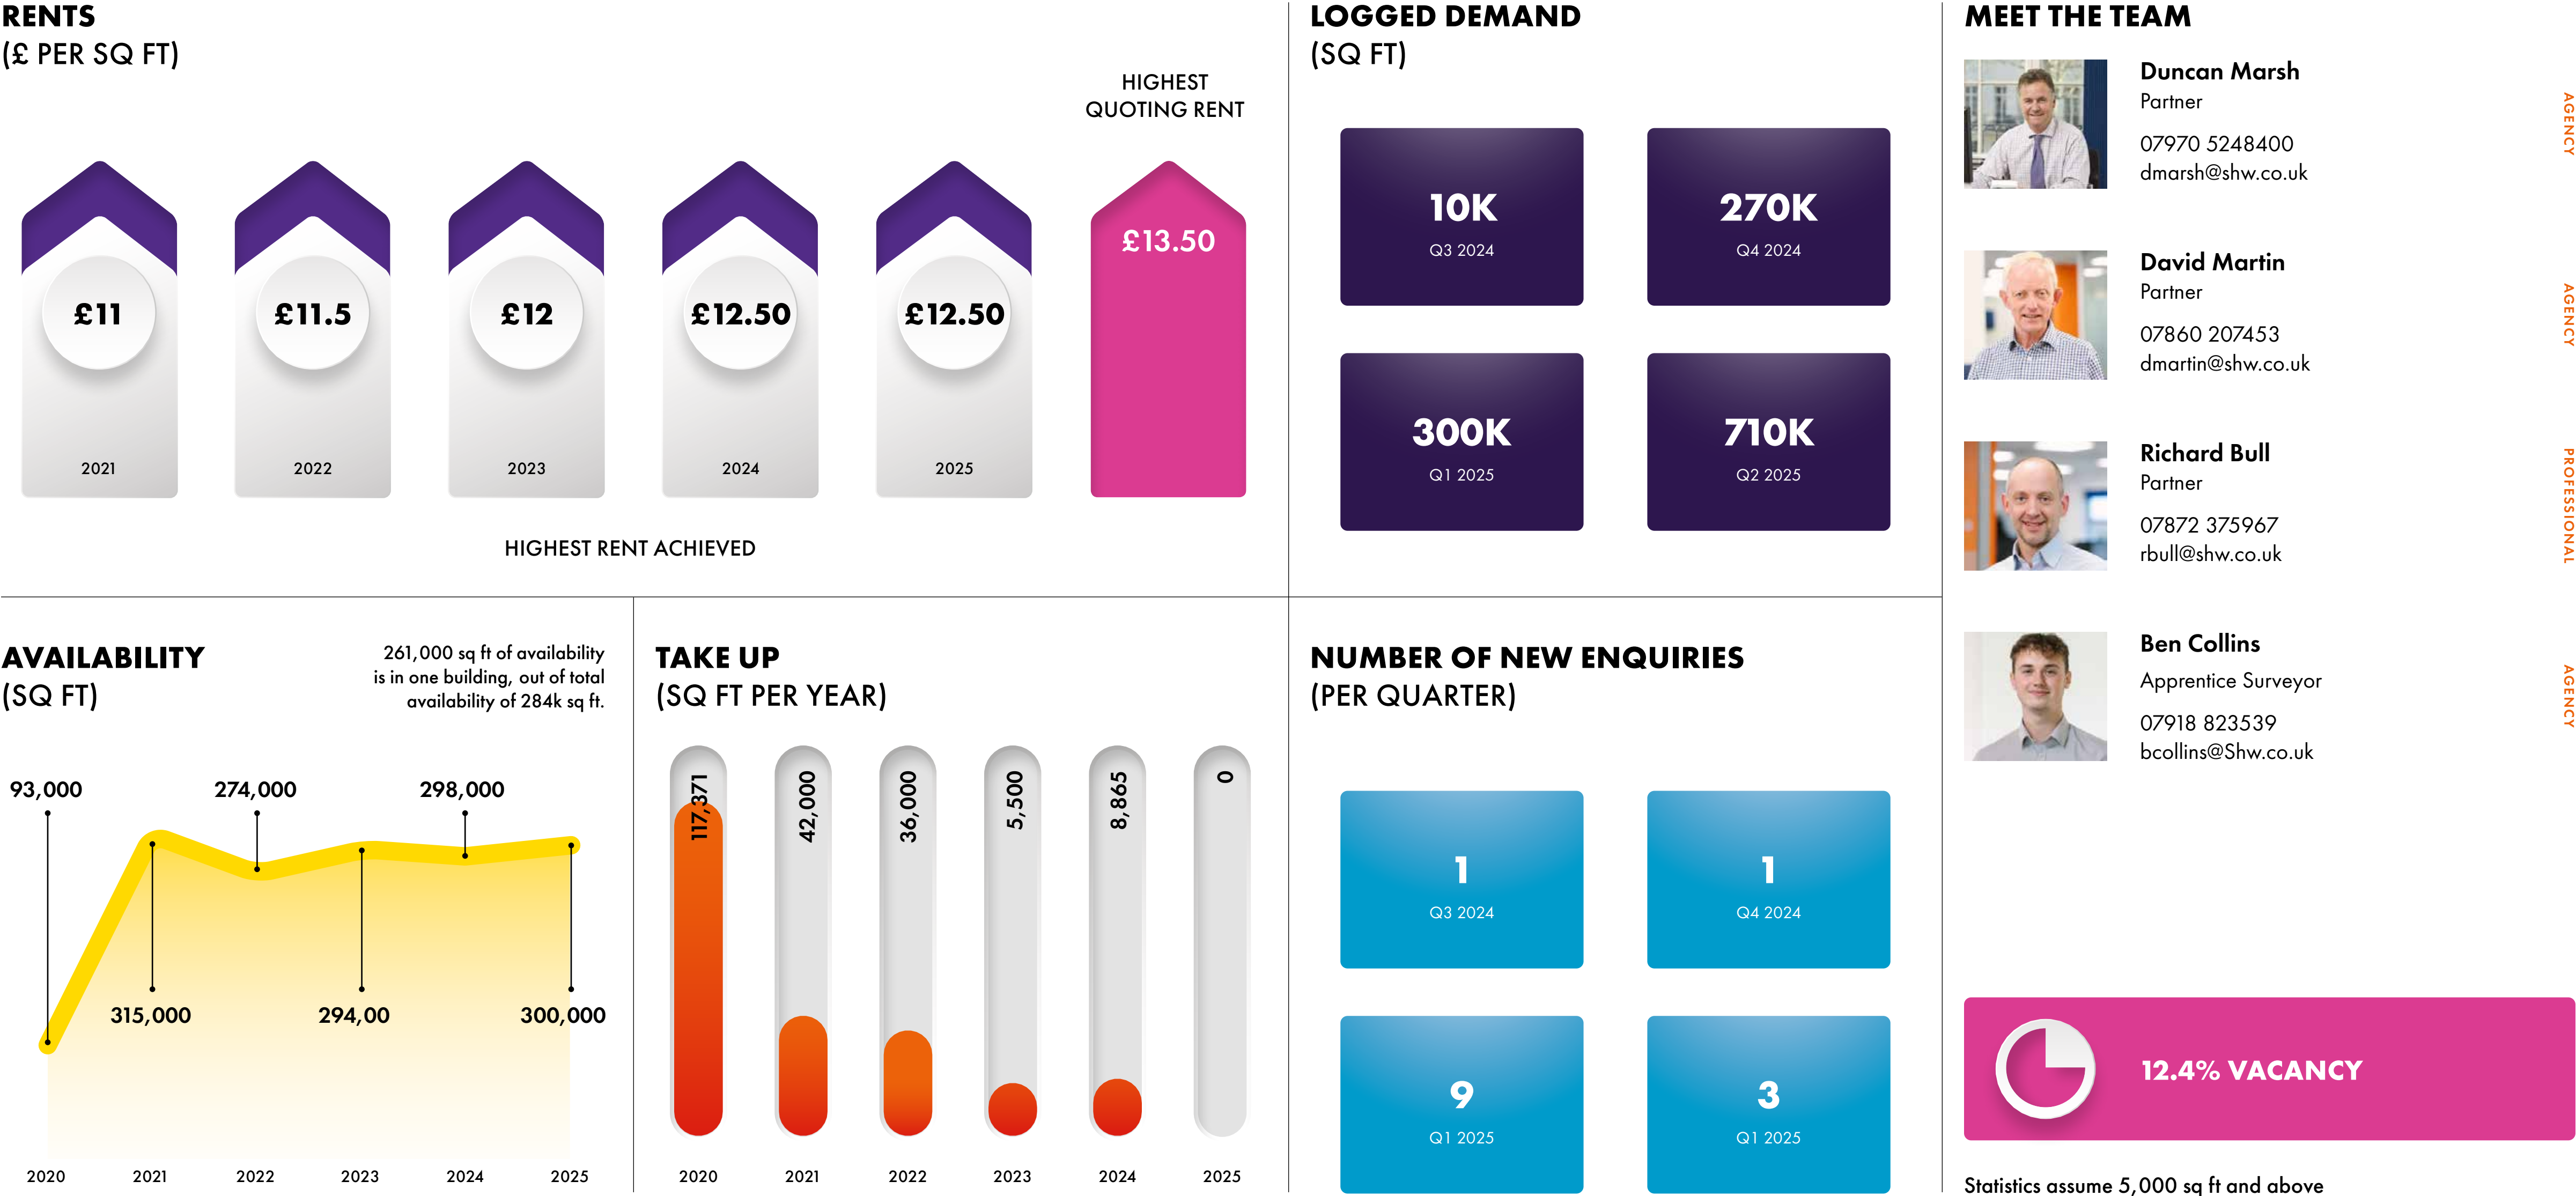 RENTS
(£ PER SQ FT)
HIGHEST
QUOTING RENT
£11
£11.5
£12
£12.50
£12.50
£13.50
2021
2022
2023
2024
2025
HIGHEST RENT ACHIEVED
LOGGED DEMAND
(SQ FT)
10K
Q3 2024
270K
Q4 2024
300K
Q1 2025
710K
Q2 2025
MEET THE TEAM
Duncan Marsh
Partner
07970 5248400
dmarsh@shw.co.uk
AGENCY
David Martin
Partner
07860 207453
dmartin@shw.co.uk
AGENCY
Richard Bull
Partner
07872 375967
rbull@shw.co.uk
PROFESSIONAL
Ben Collins
Apprentice Surveyor
07918 823539
bcollins@Shw.co.uk
AGENCY
AVAILABILITY
(SQ FT)
261,000 sq ft of availability
is in one building, out of total
availability of 284k sq ft.
93,000
274,000
298,000
315,000
294,00
300,000
2020
2021
2022
2023
2024
2025
TAKE UP
(SQ FT PER YEAR)
117,371
42,000
36,000
5,500
8,865
0
2020
2021
2022
2023
2024
2025
NUMBER OF NEW ENQUIRIES
(PER QUARTER)
1
Q3 2024
1
Q4 2024
9
Q1 2025
3
Q1 2025
12.4% VACANCY
Statistics assume 5,000 sq ft and above